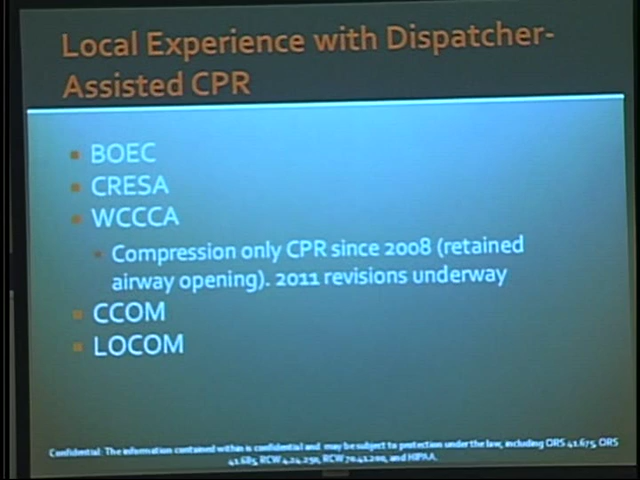 Local Experience with Dispatcher-
Assisted CPR
BOEC
CRESA
WCCCA
Compression only CPR since 2008 (retained
airway opening). 2011 revisions underway
CCOM
LOCOM
Confidential: The information contained within is confidential and may be subject to protection under the law, including ORS 41.675, ORS
41.685, RCW 4.24.250, RCW 70.41.200, and HIPAA.